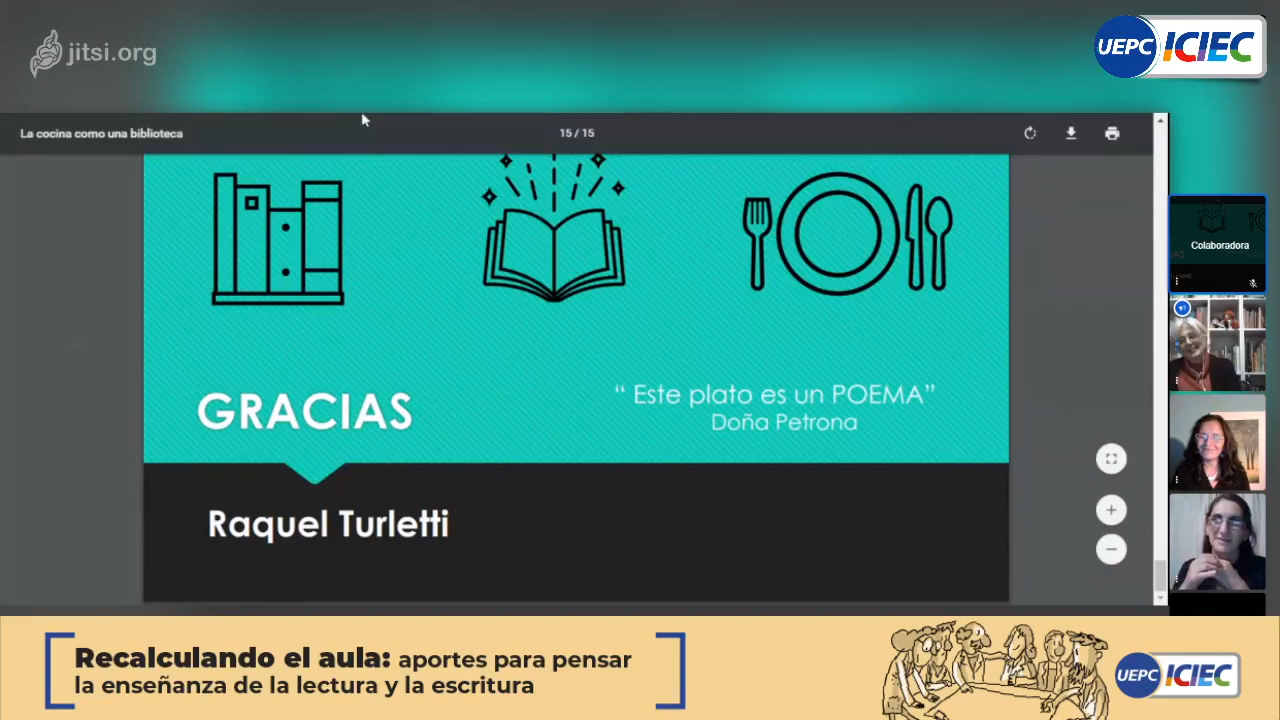 jitsi.org
UEPC ICIEC
La cocina como una biblioteca
15 / 15
Colaboradora
GRACIAS
“ Este plato es un POEMA”
Doña Petrona
Raquel Turletti
Recalculando el aula: aportes para pensar
la enseñanza de la lectura y la escritura
UEPC ICIEC